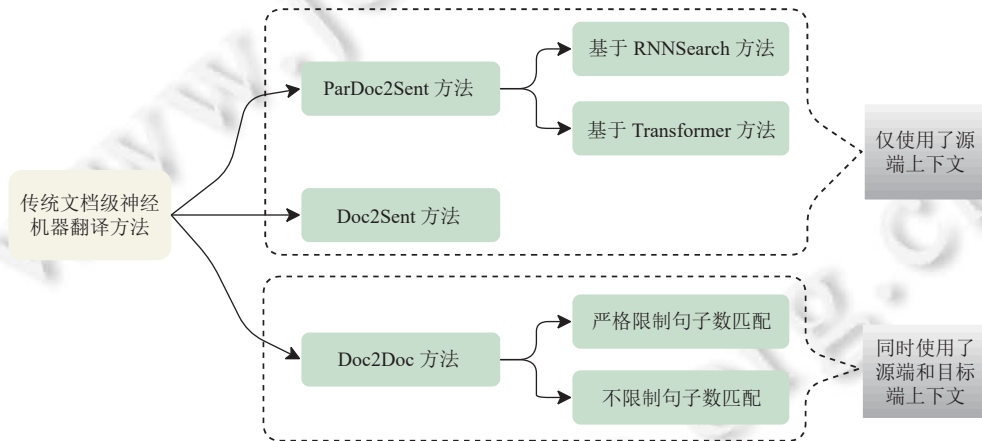 传统文档级神经
机器翻译方法
ParDoc2Sent 方法
基于 RNNSearch 方法
基于 Transformer 方法
Doc2Sent 方法
仅使用了源
端上下文
Doc2Doc 方法
严格限制句子数匹配
不限制句子数匹配
同时使用了
源端和目标
端上下文